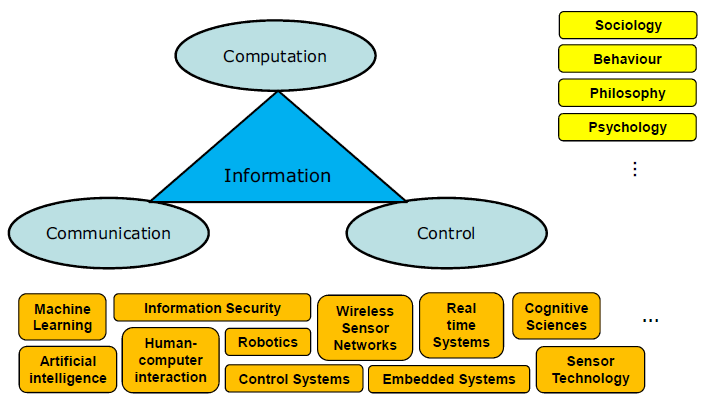 Computation
Information
Communication
Control
Sociology
Behaviour
Philosophy
Psychology
⋮
Machine
Learning
Information Security
Wireless
Sensor
Networks
Real
time
Systems
Cognitive
Sciences
...
Artificial
intelligence
Human-
computer
interaction
Robotics
Control Systems
Embedded Systems
Sensor
Technology